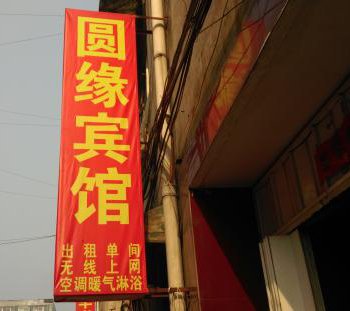 圆缘宾馆
出租单间
无线上网
空调暖气淋浴